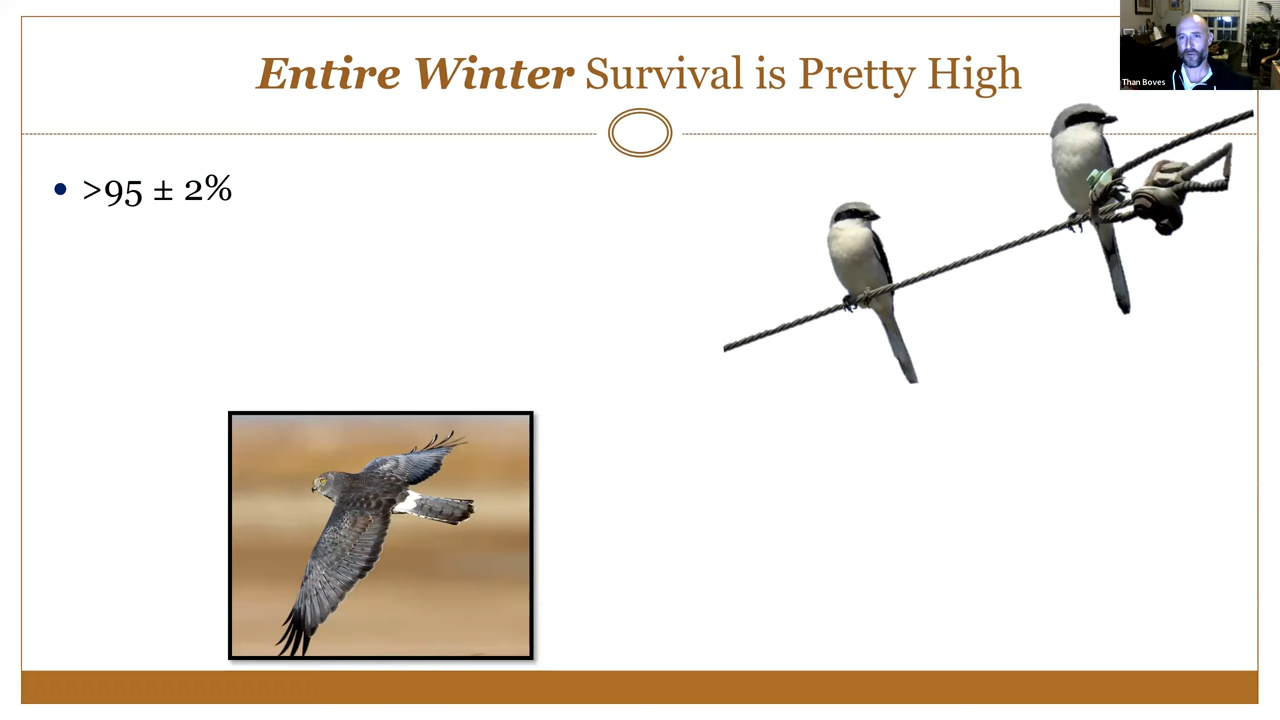 Entire Winter Survival is Pretty High
Than Boves
• >95 ± 2%